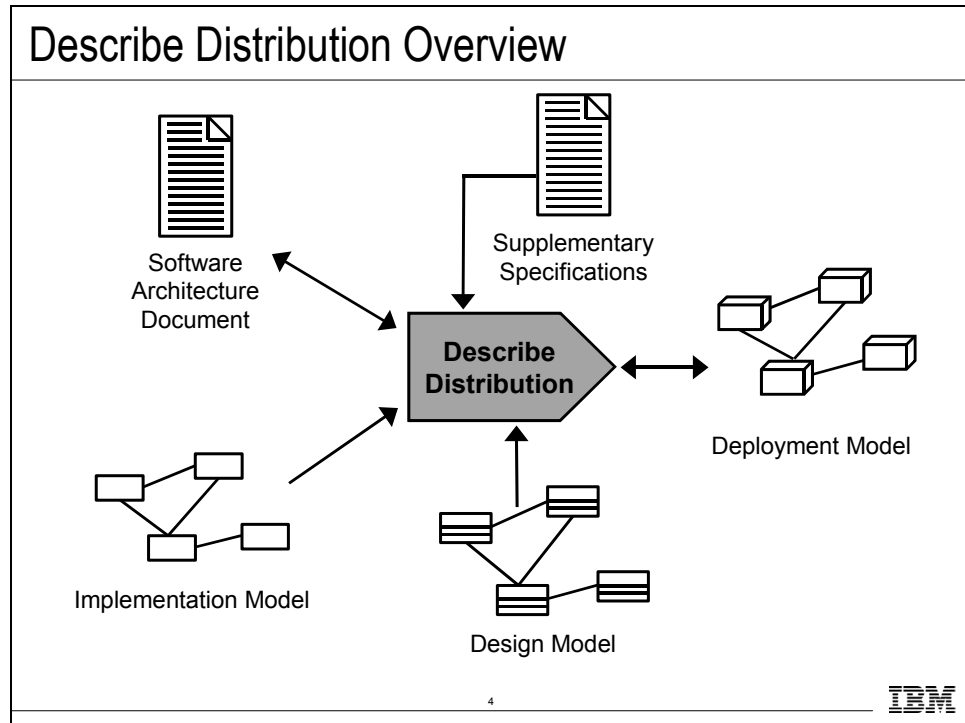 Describe Distribution Overview
Software
Architecture
Document
Supplementary
Specifications
Describe
Distribution
Deployment Model
Implementation Model
Design Model
4
IBM